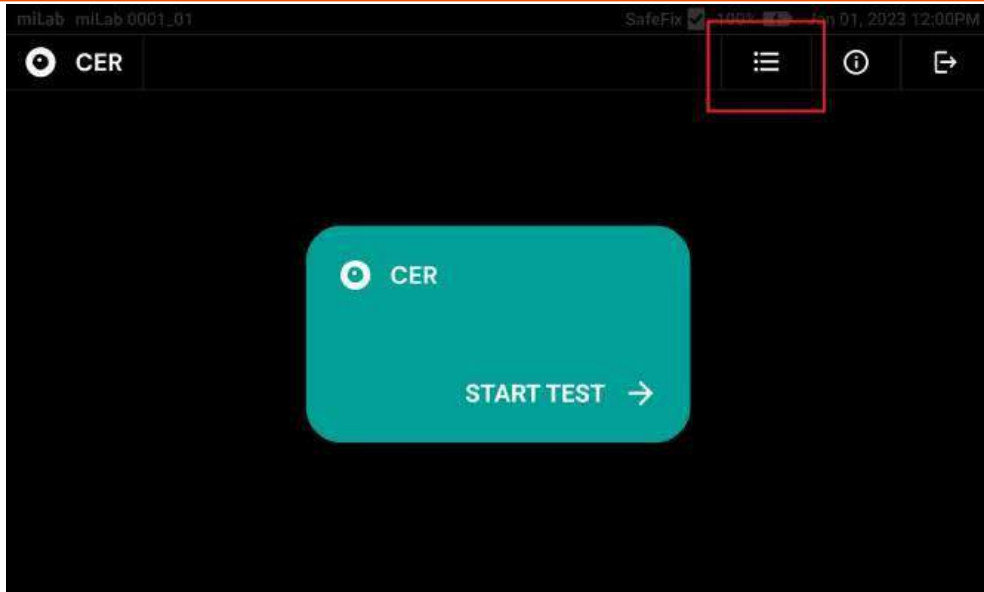 miLab miLab 0001_01 SafeFix 100% Jan 01, 2023 12:00PM
CER
CER
START TEST